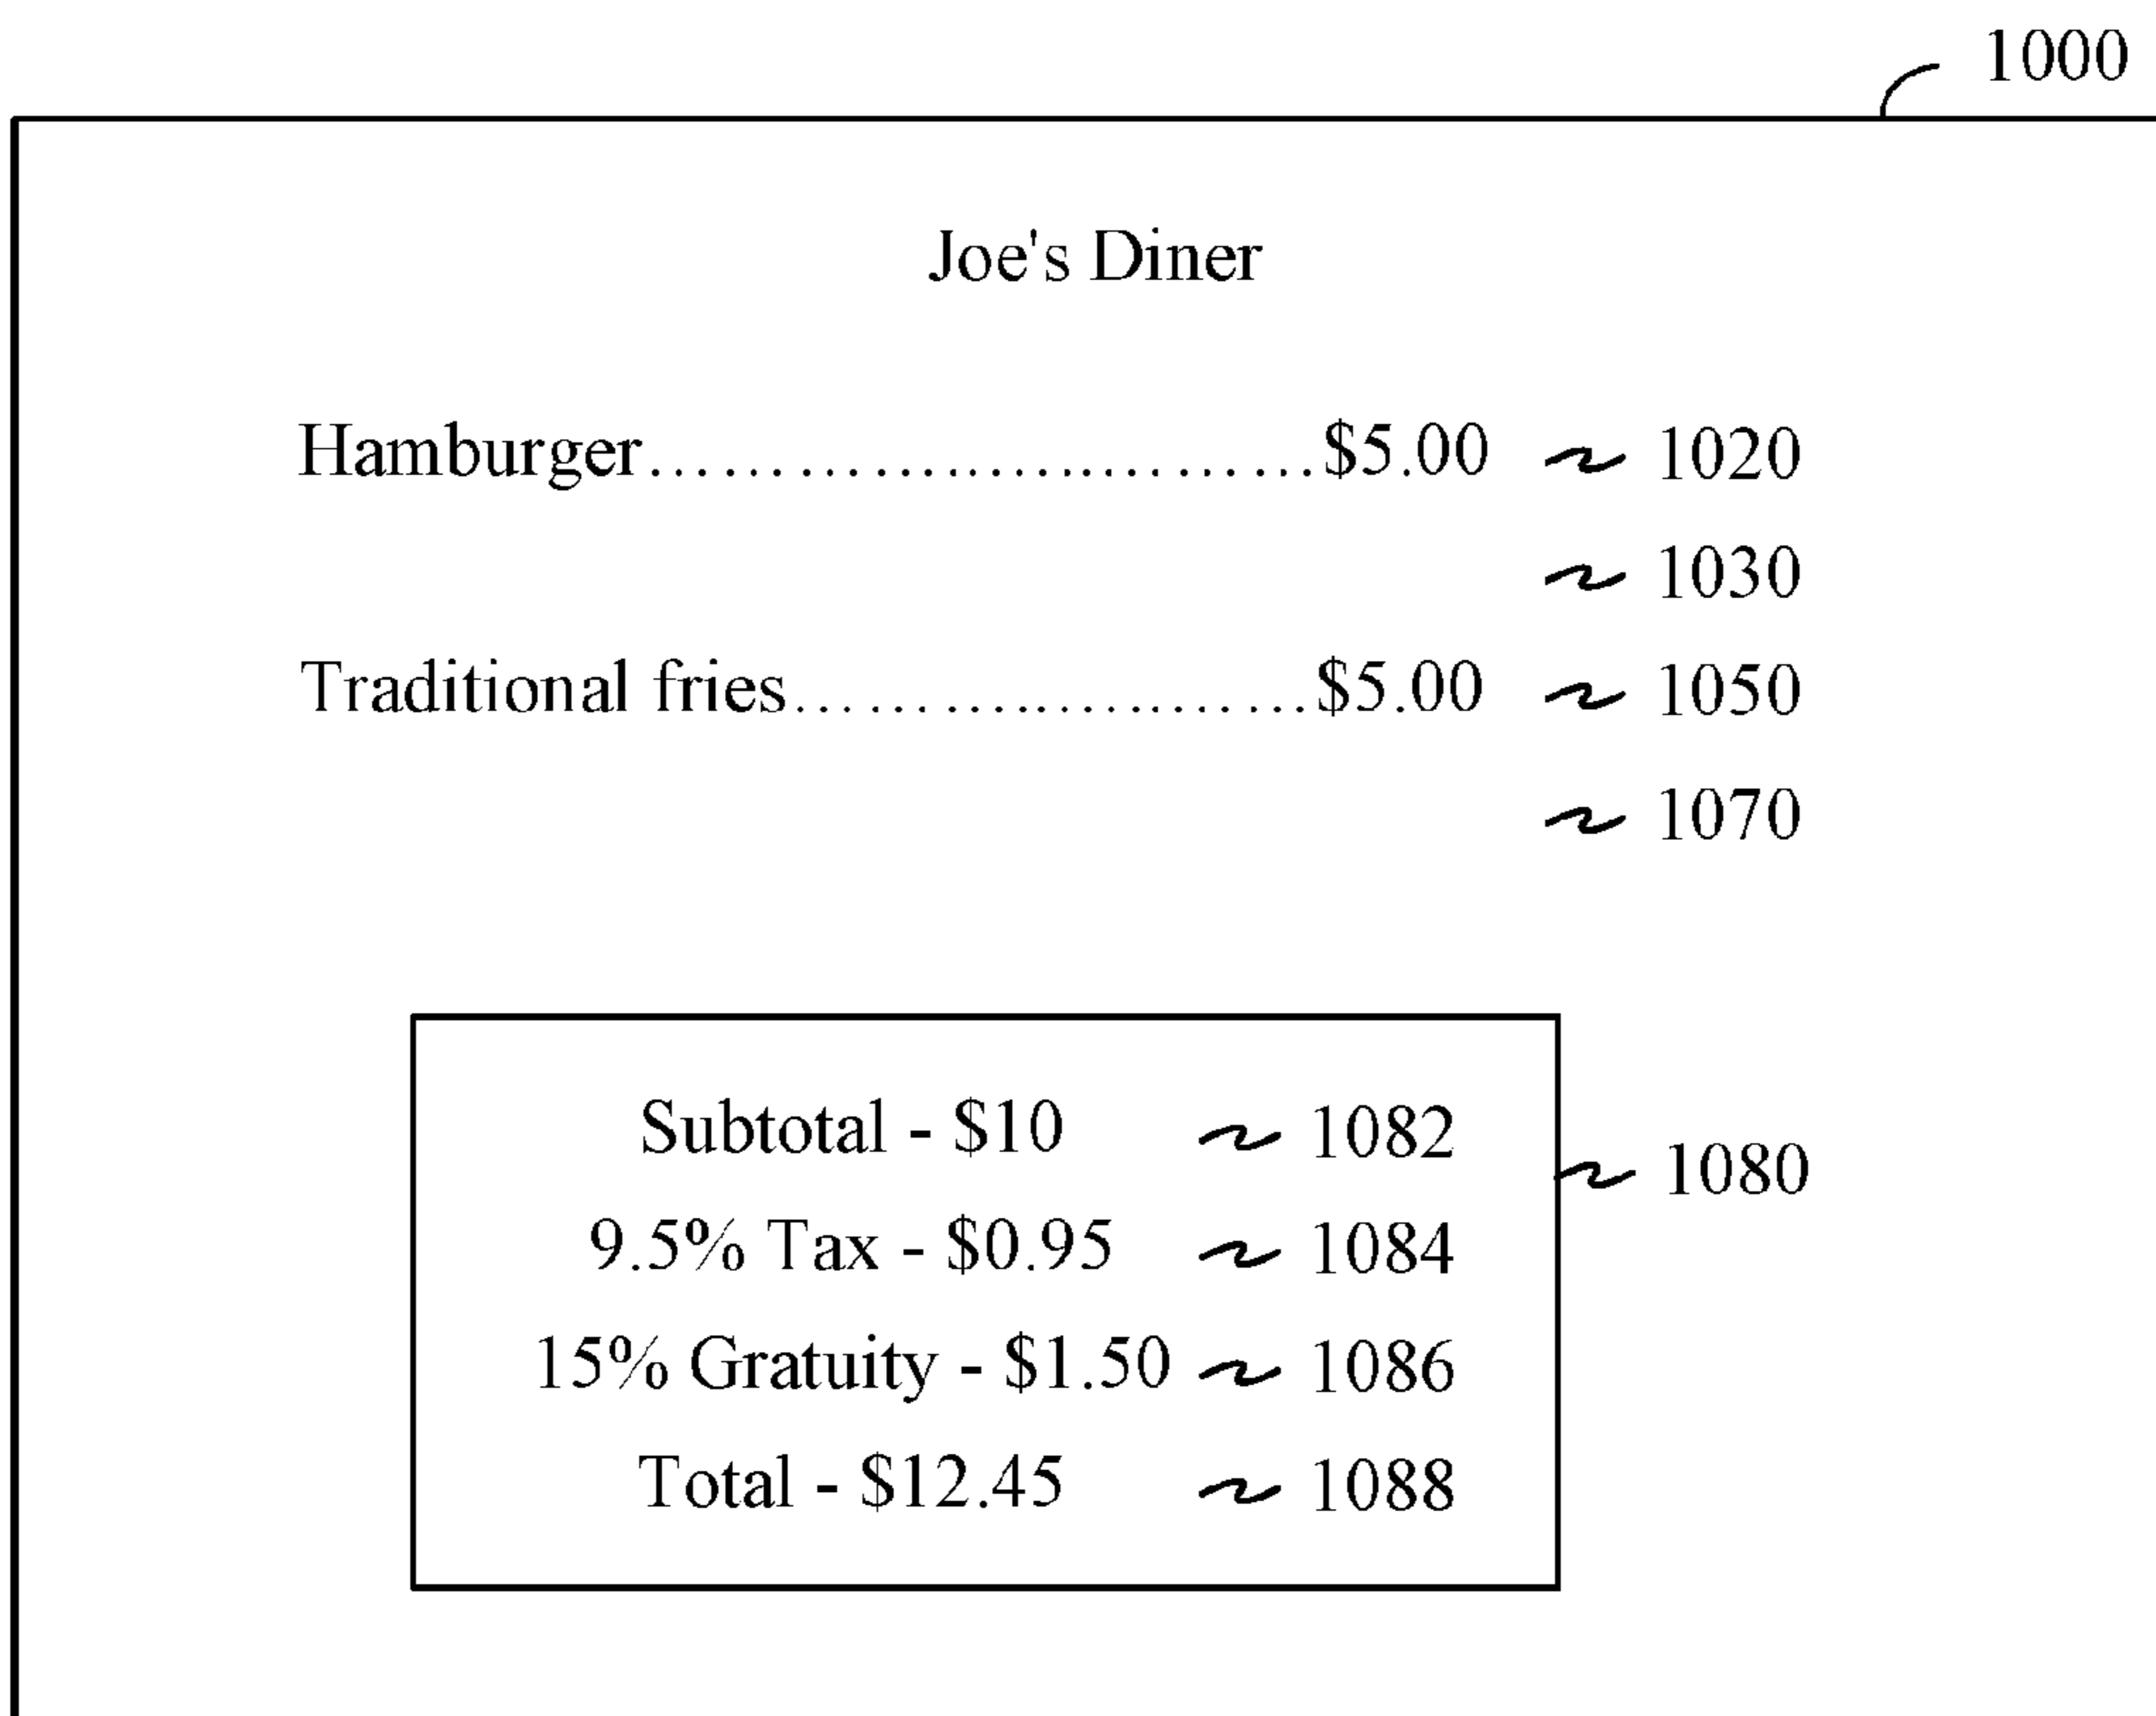 1000
Joe's Diner
Hamburger.............................$5.00 1020
1030
Traditional fries......................$5.00 1050
1070
Subtotal - $10 1082
1080
9.5% Tax - $0.95 1084
15% Gratuity - $1.50 1086
Total - $12.45 1088